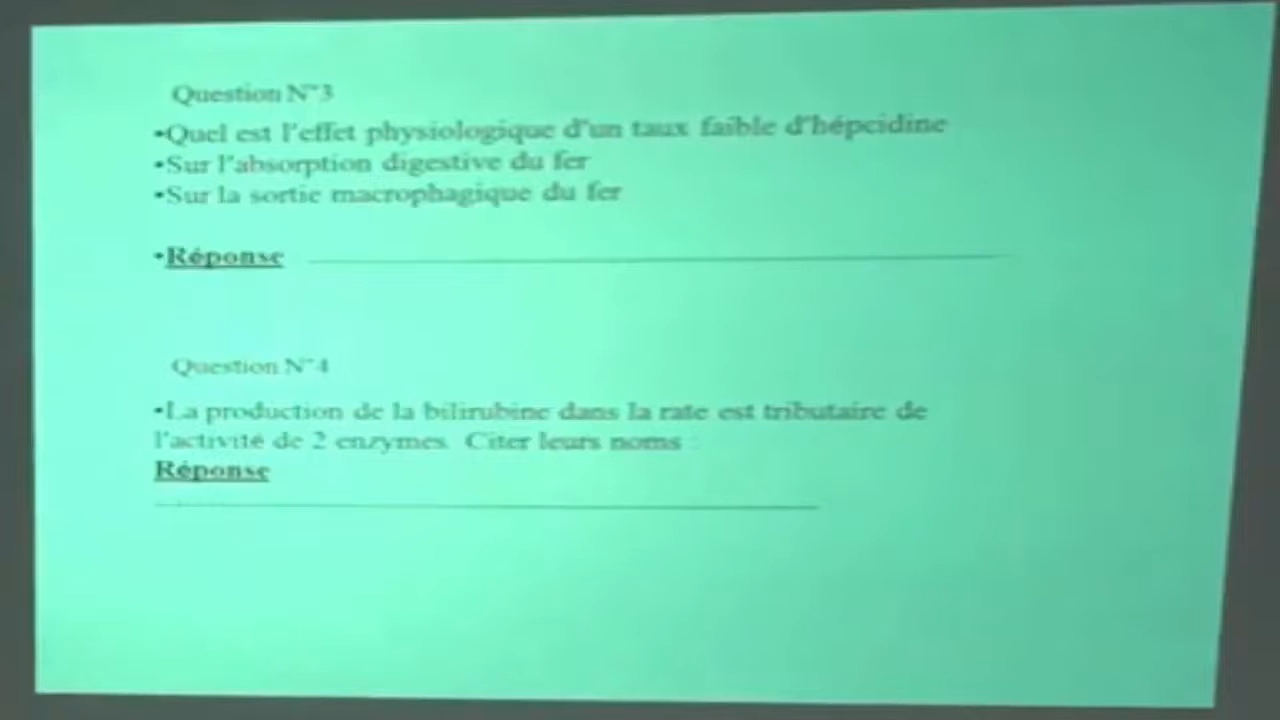 Question N°3
•Quel est l'effet physiologique d'un taux faible d'hépcidine
•Sur l'absorption digestive du fer
•Sur la sortie macrophagique du fer
•Réponse
Question N°4
•La production de la bilirubine dans la rate est tributaire de
l'activité de 2 enzymes. Citer leurs noms :
Réponse